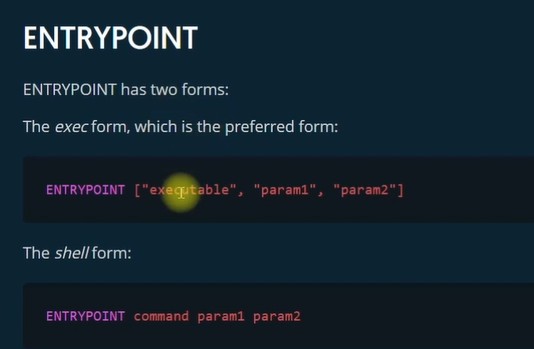 ENTRYPOINT
ENTRYPOINT has two forms:
The exec form, which is the preferred form:
ENTRYPOINT ["executable", "param1", "param2"]
The shell form:
ENTRYPOINT command param1 param2